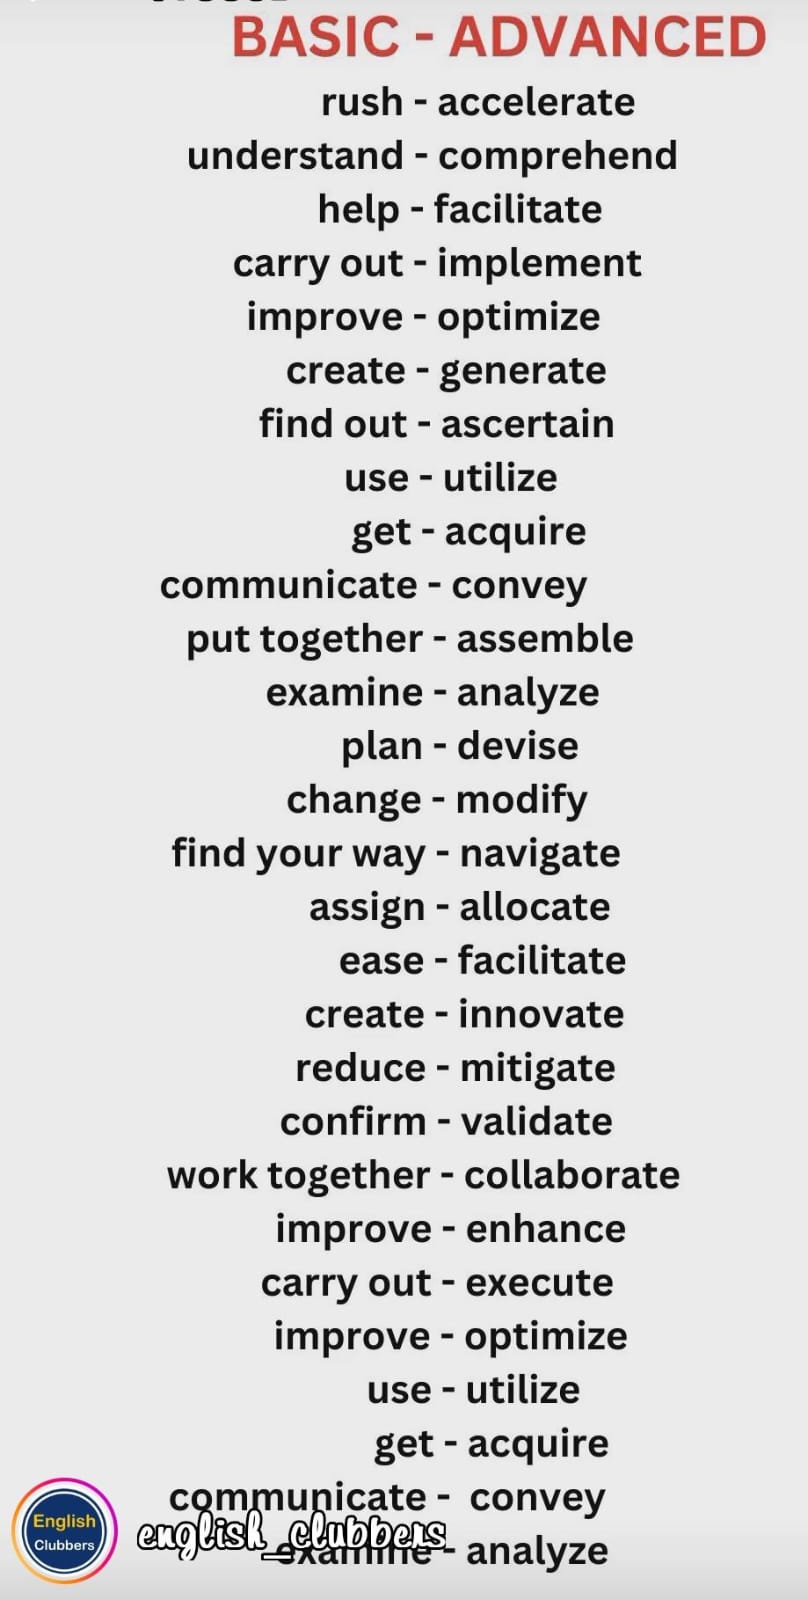 BASIC - ADVANCED
rush - accelerate
understand - comprehend
help - facilitate
carry out - implement
improve - optimize
create - generate
find out - ascertain
use - utilize
get - acquire
communicate - convey
put together - assemble
examine - analyze
plan - devise
change - modify
find your way - navigate
assign - allocate
ease - facilitate
create - innovate
reduce - mitigate
confirm - validate
work together - collaborate
improve - enhance
carry out - execute
improve - optimize
use - utilize
get - acquire
communicate - convey
examine - analyze
English
Clubbers
english_clubbers